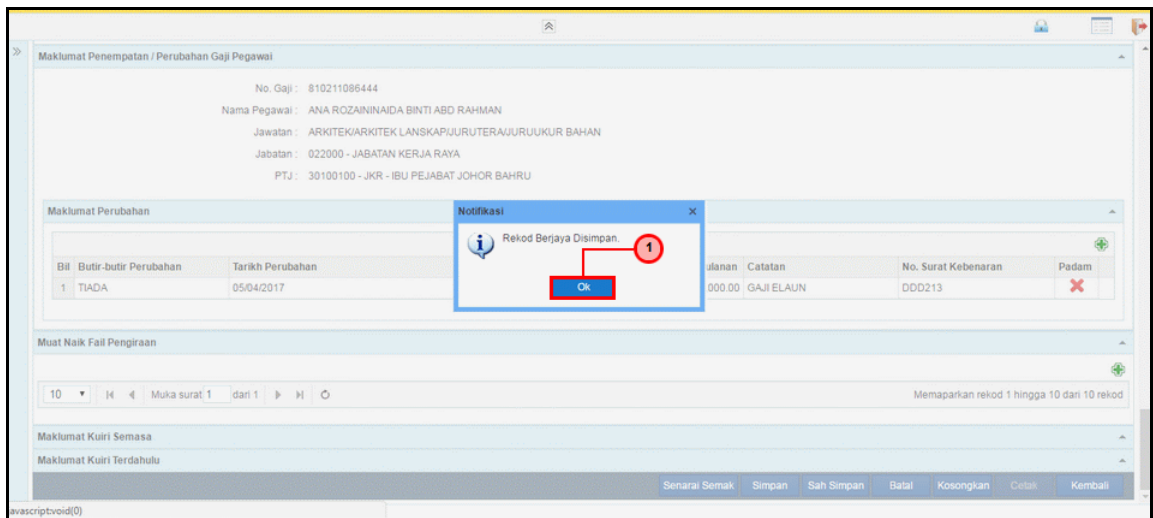 Maklumat Penempatan / Perubahan Gaji Pegawai
No. Gaji : 810211086444
Nama Pegawai : ANA ROZAININAIDA BINTI ABD RAHMAN
Jawatan : ARKITEK/ARKITEK LANSKAP/JURUTERA/JURUUKUR BAHAN
Jabatan : 022000 - JABATAN KERJA RAYA
PTJ : 30100100 - JKR - IBU PEJABAT JOHOR BAHRU
Maklumat Perubahan
Notifikasi
Rekod Berjaya Disimpan.
1
Ok
Bil Butir-butir Perubahan Tarikh Perubahan ulanan Catatan No. Surat Kebenaran Padam
1 TIADA 05/04/2017 000.00 GAJI ELAUN DDD213
Muat Naik Fail Pengiraan
10 Muka surat 1 dari 1 Memaparkan rekod 1 hingga 10 dari 10 rekod
Maklumat Kuiri Semasa
Maklumat Kuiri Terdahulu
Senarai Semak Simpan Sah Simpan Batal Kosongkan Cetak Kembali
avascript:void(0)